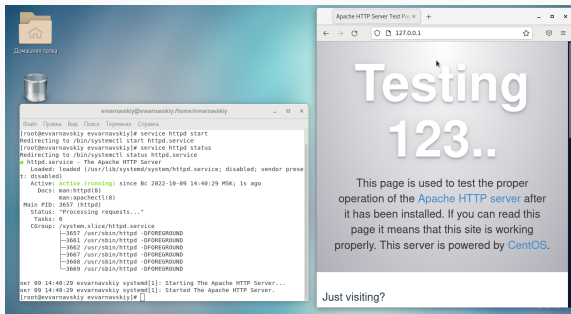 Домашняя папка
evvarnavskiy@evvarnavskiy:/home/evvarnavskiy
Файл Правка Вид Поиск Терминал Справка
[root@evvarnavskiy evvarnavskiy]# service httpd start
Redirecting to /bin/systemctl start httpd.service
[root@evvarnavskiy evvarnavskiy]# service httpd status
Redirecting to /bin/systemctl status httpd.service
● httpd.service - The Apache HTTP Server
Loaded: loaded (/usr/lib/systemd/system/httpd.service; disabled; vendor prese
t: disabled)
Active: active (running) since Вс 2022-10-09 14:40:29 MSK; 1s ago
Docs: man:httpd(8)
man:apachectl(8)
Main PID: 3657 (httpd)
Status: "Processing requests..."
Tasks: 6
CGroup: /system.slice/httpd.service
├─3657 /usr/sbin/httpd -DFOREGROUND
├─3661 /usr/sbin/httpd -DFOREGROUND
├─3662 /usr/sbin/httpd -DFOREGROUND
├─3667 /usr/sbin/httpd -DFOREGROUND
├─3668 /usr/sbin/httpd -DFOREGROUND
└─3669 /usr/sbin/httpd -DFOREGROUND
окт 09 14:40:29 evvarnavskiy systemd[1]: Starting The Apache HTTP Server...
окт 09 14:40:29 evvarnavskiy systemd[1]: Started The Apache HTTP Server.
[root@evvarnavskiy evvarnavskiy]#
Apache HTTP Server Test Pag
127.0.0.1
Testing
123..
This page is used to test the proper
operation of the Apache HTTP server after
it has been installed. If you can read this
page it means that this site is working
properly. This server is powered by CentOS.
Just visiting?